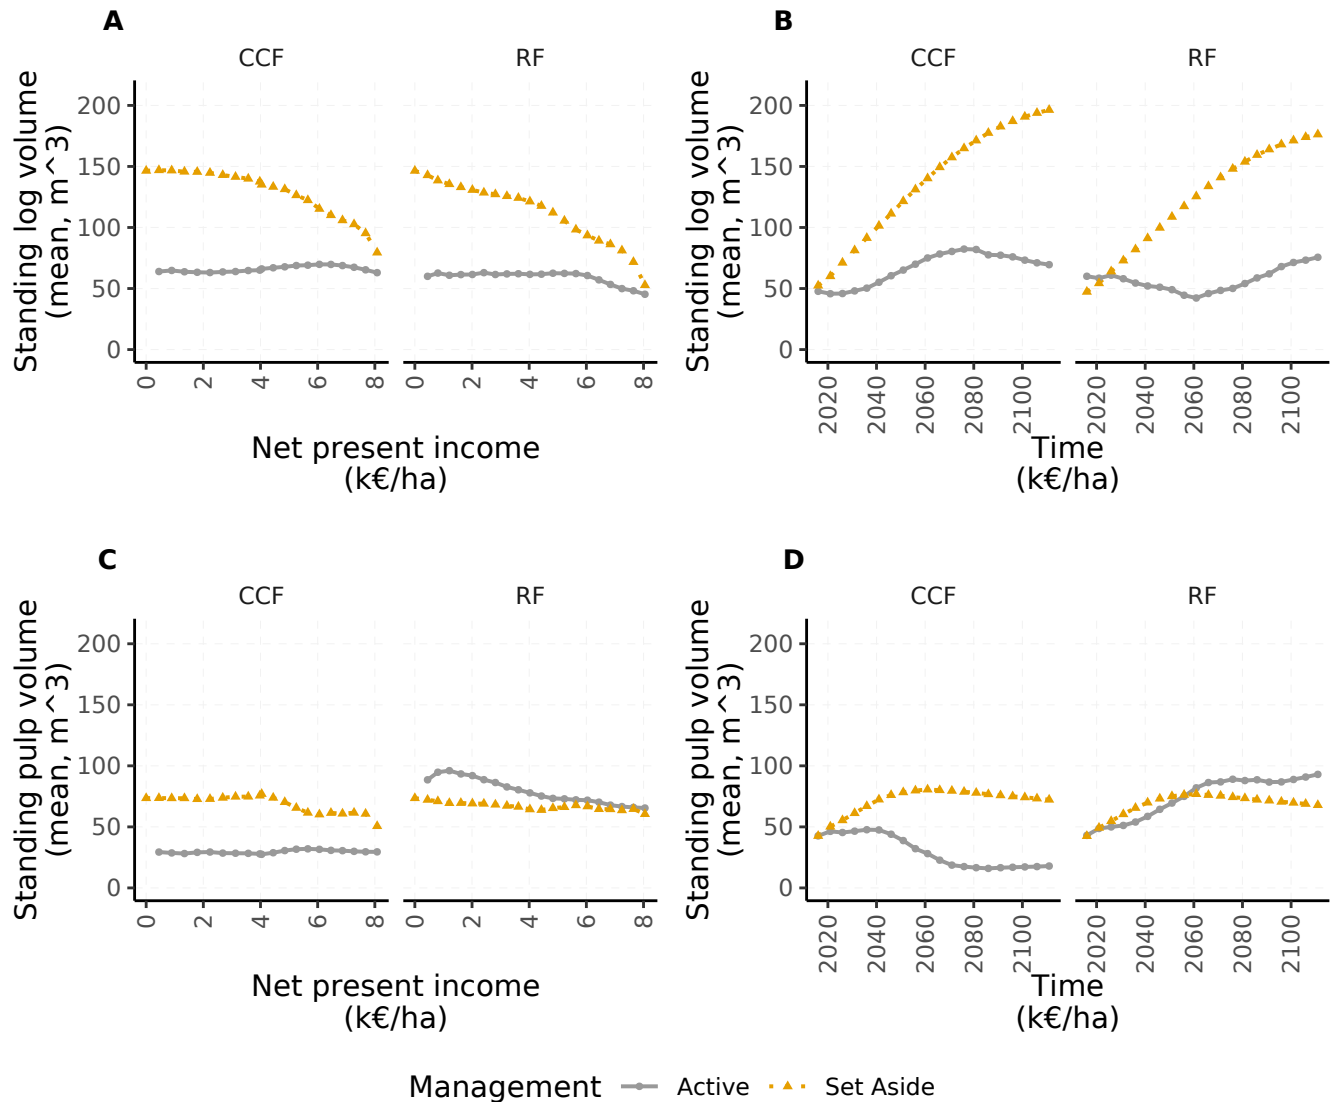 A
CCF RF
Standing log volume
(mean, m^3)
200
150
100
50
0
0 2 4 6 8 0 2 4 6 8
Net present income
(k€/ha)
B
CCF RF
Standing log volume
(mean, m^3)
200
150
100
50
0
2020 2040 2060 2080 2100 2020 2040 2060 2080 2100
Time
(k€/ha)
C
CCF RF
Standing pulp volume
(mean, m^3)
200
150
100
50
0
0 2 4 6 8 0 2 4 6 8
Net present income
(k€/ha)
D
CCF RF
Standing pulp volume
(mean, m^3)
200
150
100
50
0
2020 2040 2060 2080 2100 2020 2040 2060 2080 2100
Time
(k€/ha)
Management Active Set Aside